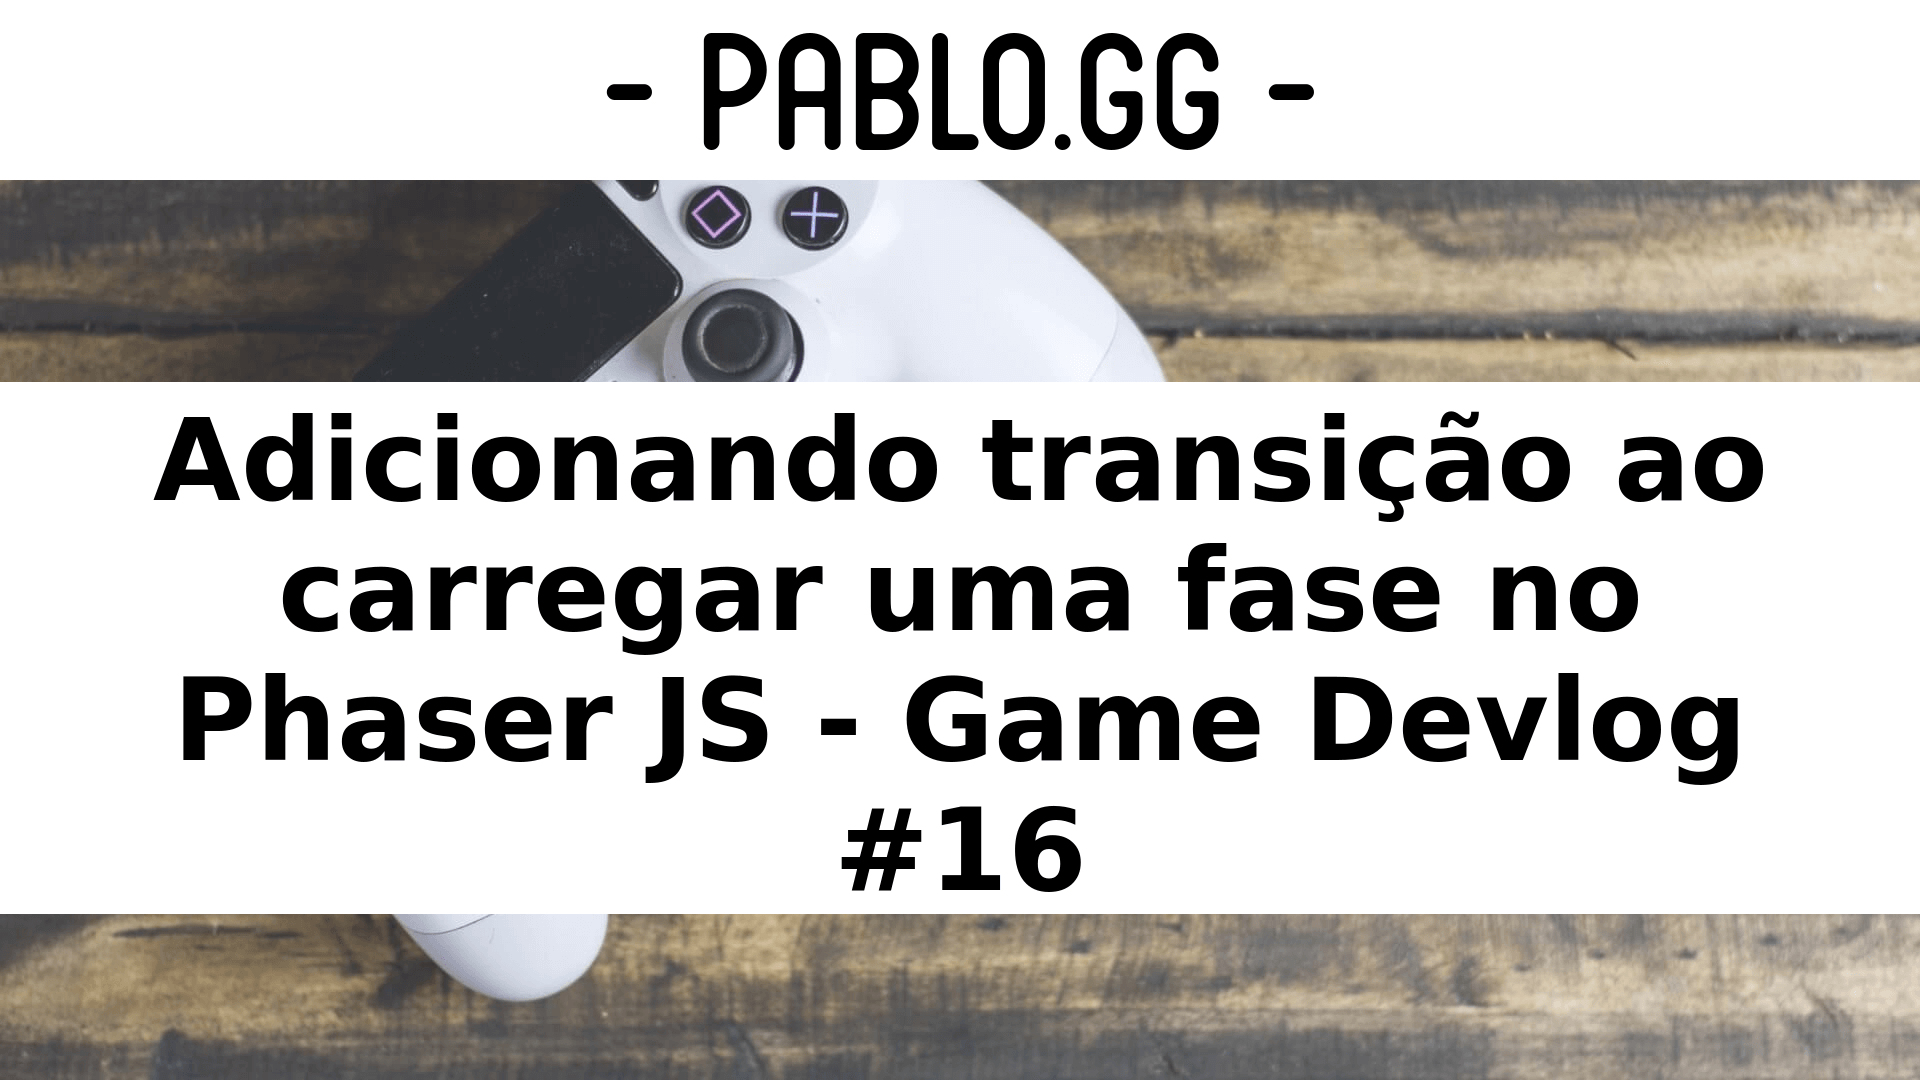 - PABLO.GG -
Adicionando transição ao
carregar uma fase no
Phaser JS - Game Devlog
#16